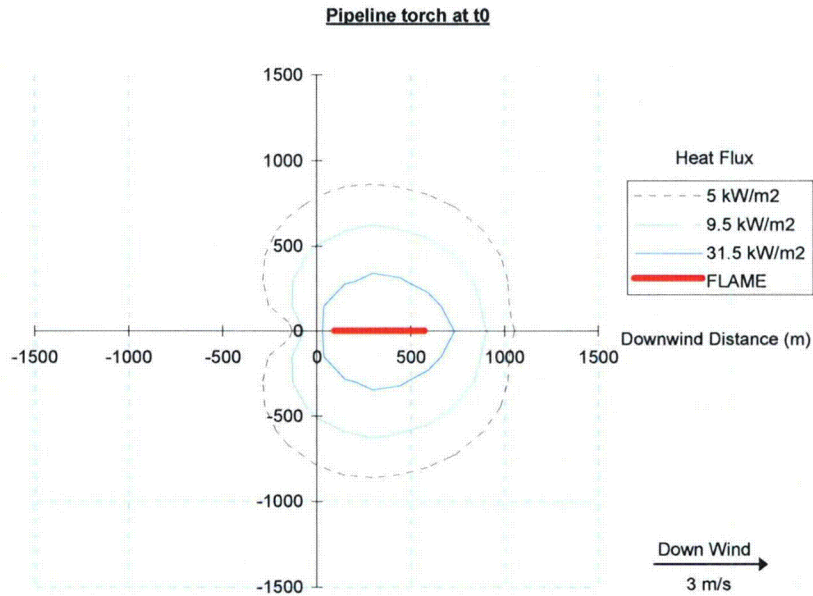 Pipeline torch at t0
1500
1000
500
0
-1500 -1000 -500 0 500 1000 1500
Downwind Distance (m)
-500
-1000
-1500
Heat Flux
5 kW/m2
9.5 kW/m2
31.5 kW/m2
FLAME
Down Wind
3 m/s